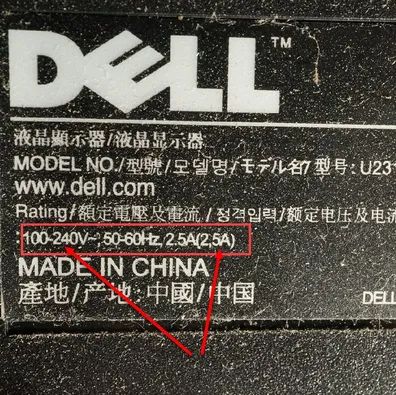 DELL™
液晶顯示器/液晶显示器
MODEL NO./型號/모델명/モデル名/型号: U231
www.dell.com
Rating/額定電壓及電流/정격입력/额定电压及电流
: 100-240V~, 50-60Hz, 2.5A(2,5A)
MADE IN CHINA
產地/产地: 中國/中国
DELL